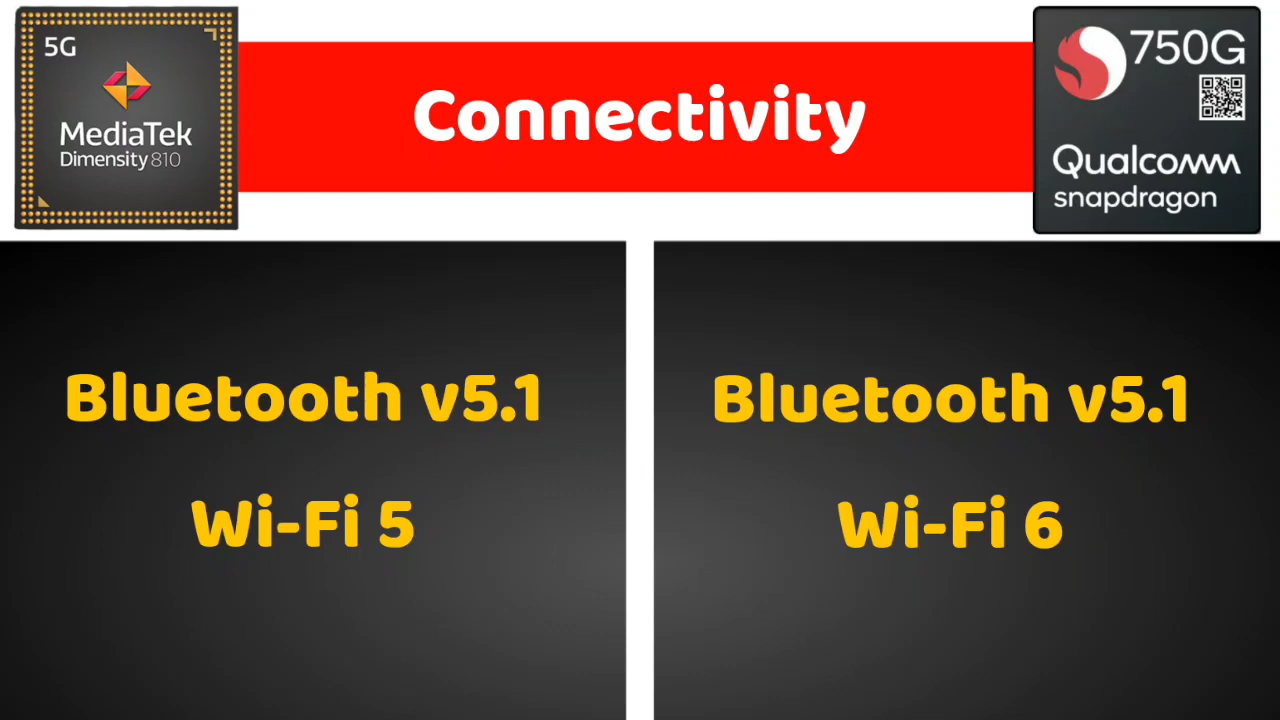 5G
MediaTek
Dimensity 810
Connectivity
750G
Qualcomm
snapdragon
Bluetooth v5.1
Wi-Fi 5
Bluetooth v5.1
Wi-Fi 6